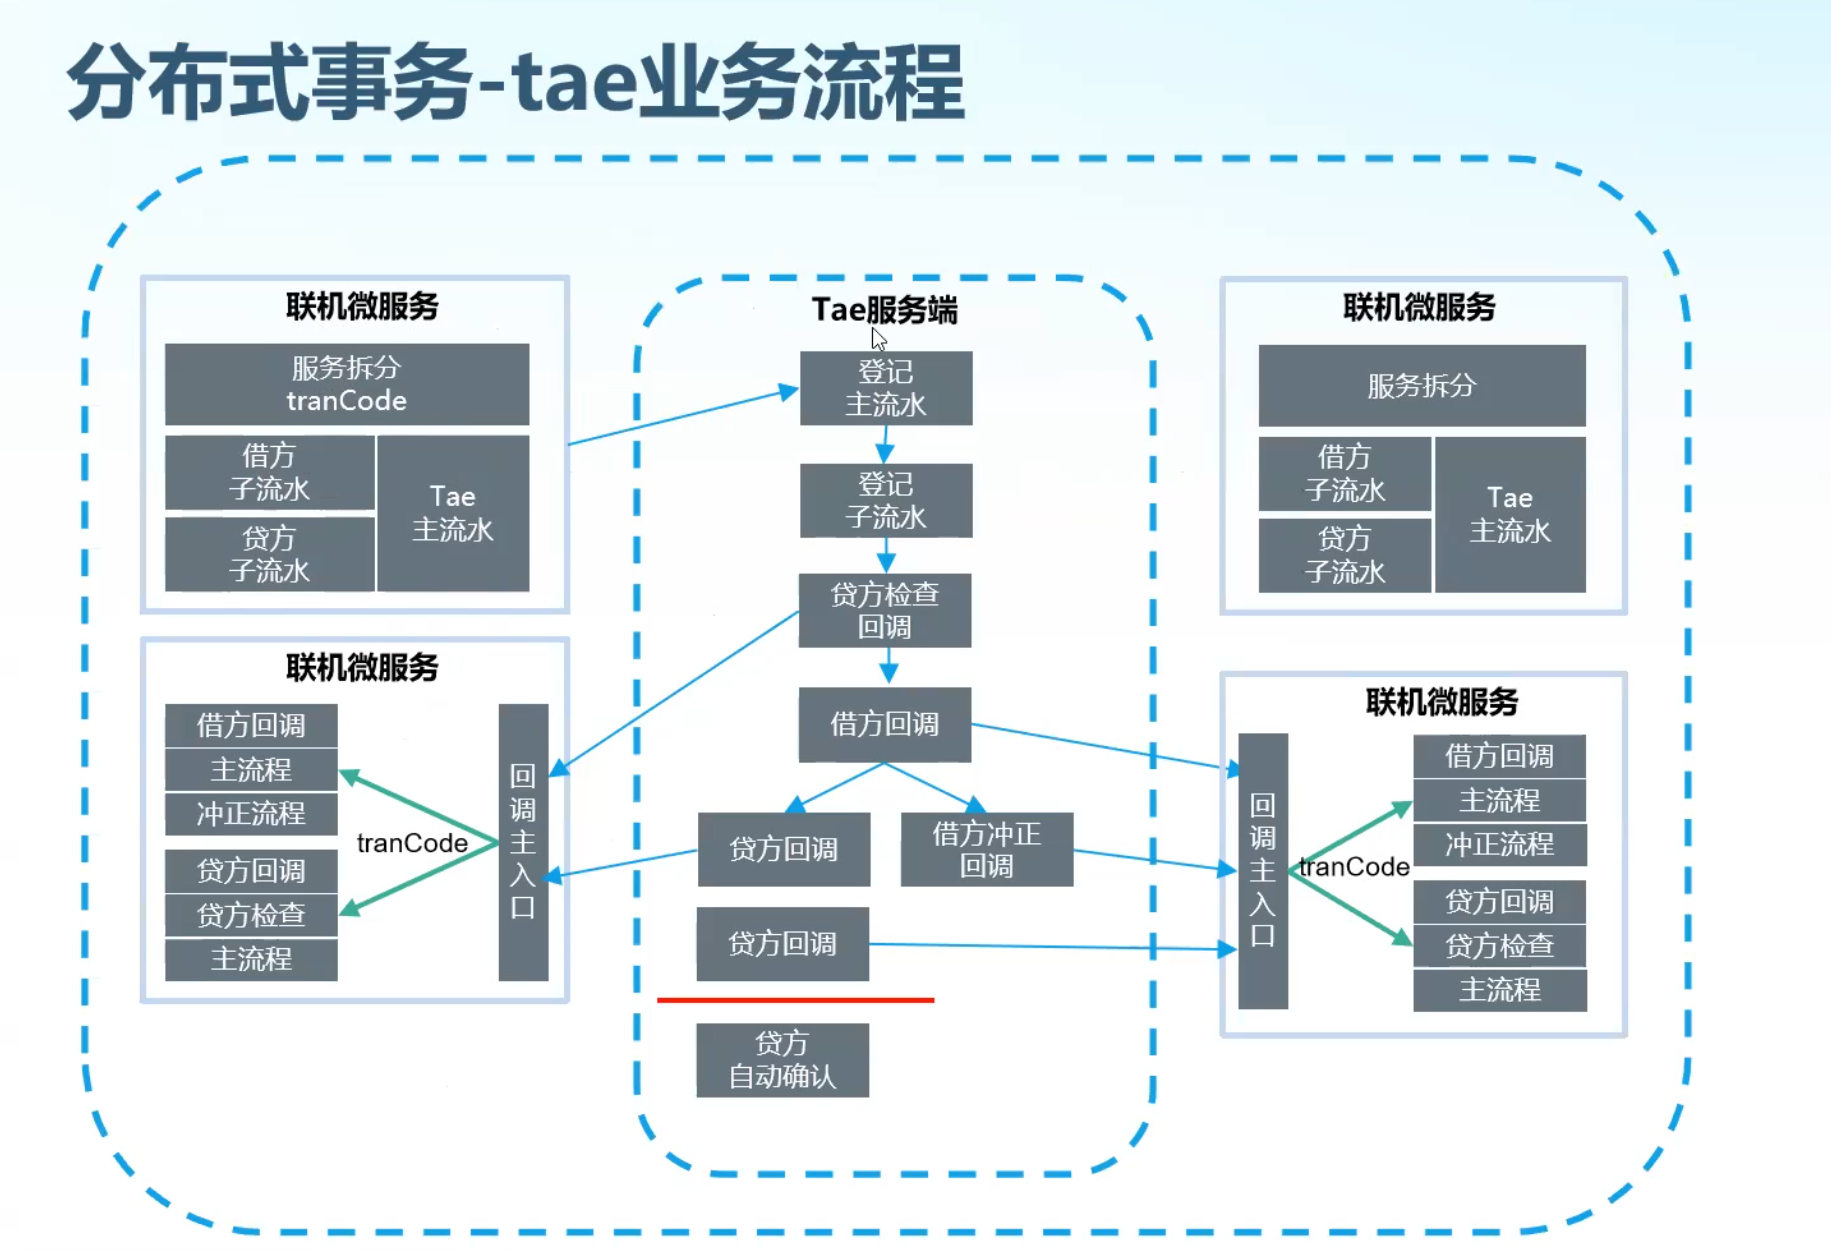 分布式事务-tae业务流程
联机微服务
服务拆分
tranCode
借方
子流水
贷方
子流水
Tae
主流水
联机微服务
借方回调
主流程
冲正流程
贷方回调
贷方检查
主流程
tranCode
回
调
主
入
口
Tae服务端
登记
主流水
登记
子流水
贷方检查
回调
借方回调
贷方回调
借方冲正
回调
贷方回调
贷方
自动确认
联机微服务
服务拆分
借方
子流水
贷方
子流水
Tae
主流水
联机微服务
回
调
主
入
口
tranCode
借方回调
主流程
冲正流程
贷方回调
贷方检查
主流程